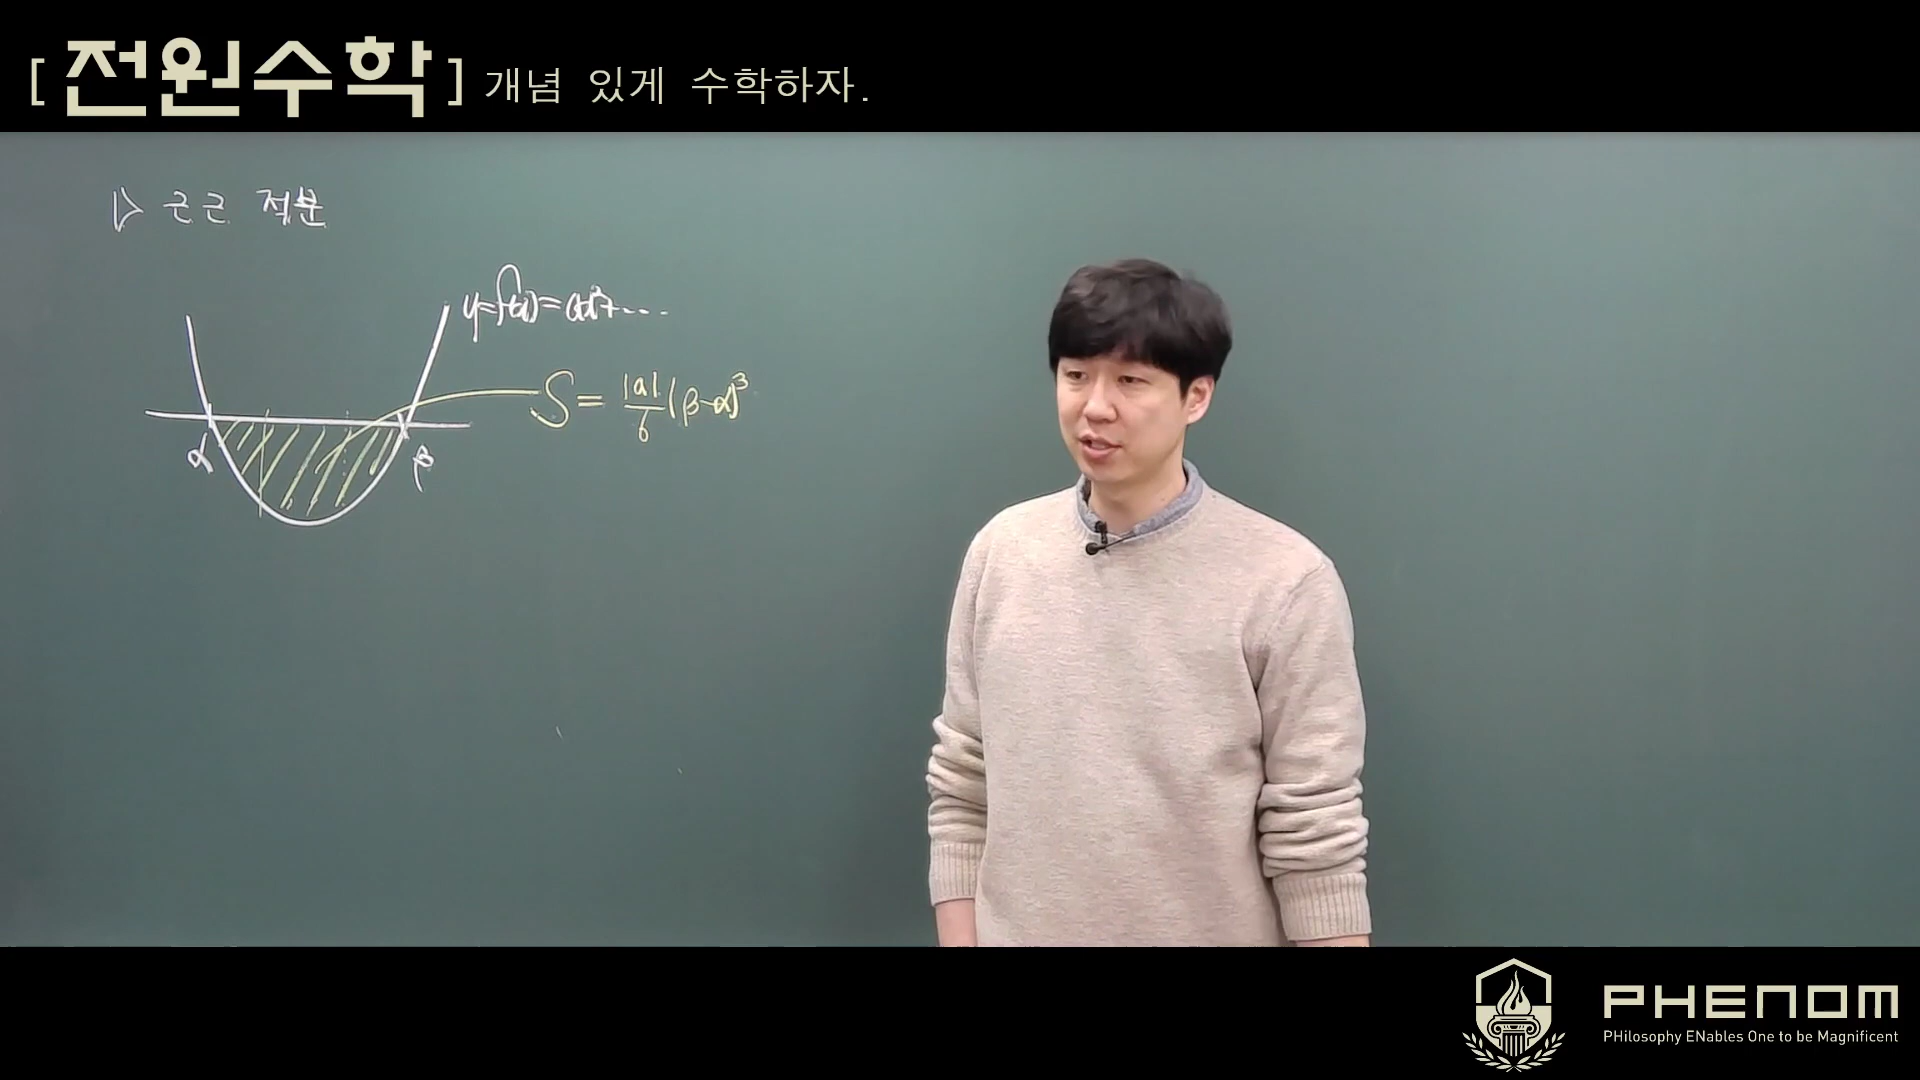 [전원수학] 개념 있게 수학하자.
▷ 근근 적분
y=f(x)=ax²+...
S = |a|/6 (β-α)³
α β
PHENOM
PHilosophy ENables One to be Magnificent